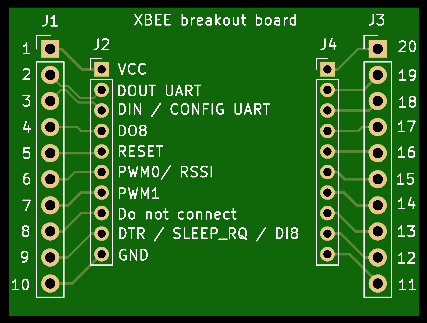 XBEE breakout board
J1
J2
J4
J3
1
2
3
4
5
6
7
8
9
10
VCC
DOUT UART
DIN / CONFIG UART
DO8
RESET
PWM0/ RSSI
PWM1
Do not connect
DTR / SLEEP_RQ / DI8
GND
20
19
18
17
16
15
14
13
12
11